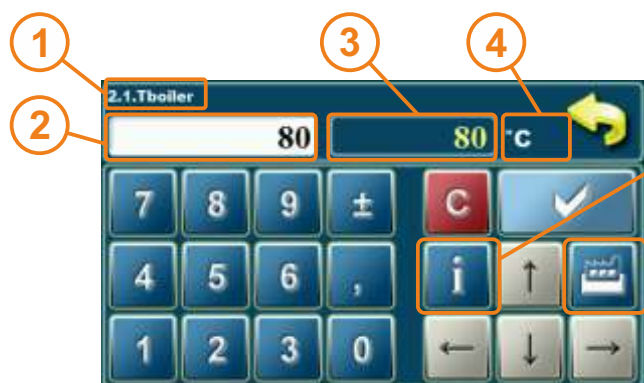 1 3 4
2.1.Tboiler
2 80 80 °C
7 8 9 ± C
4 5 6 , i ↑
1 2 3 0 ← ↓ →